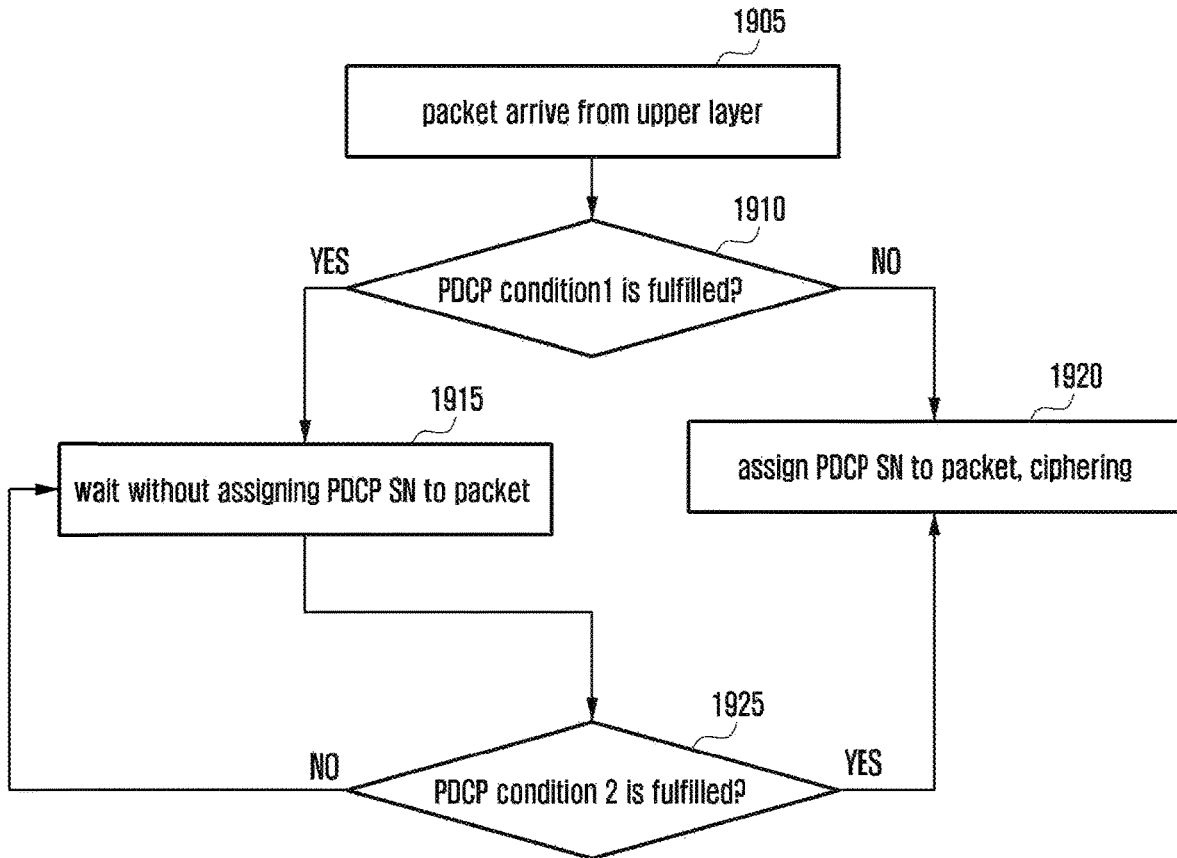 1905
packet arrive from upper layer
1910
YES
PDCP condition1 is fulfilled?
NO
1915
wait without assigning PDCP SN to packet
1920
assign PDCP SN to packet, ciphering
1925
NO
PDCP condition 2 is fulfilled?
YES